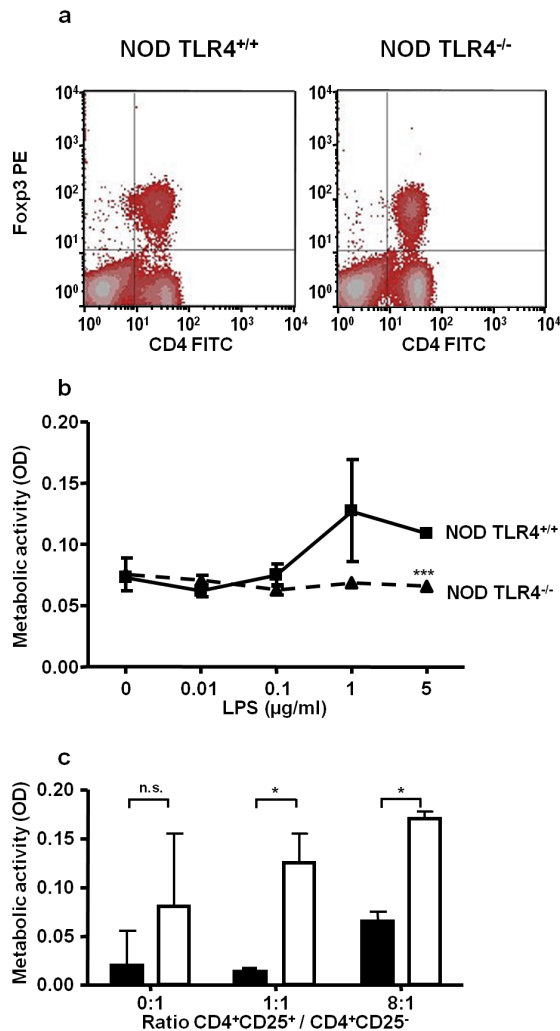 a
NOD TLR4+/+
NOD TLR4-/-
Foxp3 PE
10⁴
10³
10²
10¹
10⁰
10⁰ 10¹ 10² 10³ 10⁴
CD4 FITC
10⁴
10³
10²
10¹
10⁰
10⁰ 10¹ 10² 10³ 10⁴
CD4 FITC
b
Metabolic activity (OD)
0.20
0.15
0.10
0.05
0.00
NOD TLR4+/+
***
NOD TLR4-/-
0 0.01 0.1 1 5
LPS (µg/ml)
c
Metabolic activity (OD)
0.20
0.15
0.10
0.05
0.00
n.s.
*
*
0:1 1:1 8:1
Ratio CD4+CD25+ / CD4+CD25-